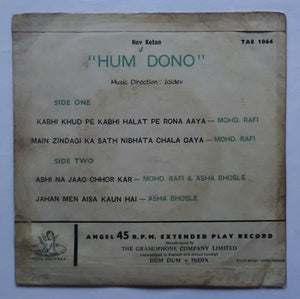 Nav Ketan
TAE 1064
"HUM DONO"
Music Direction : Jaidev
SIDE ONE
KABHI KHUD PE KABHI HALAT PE RONA AAYA — MOHD. RAFI
MAIN ZINDAGI KA SATH NIBHATA CHALA GAYA — MOHD. RAFI
SIDE TWO
ABHI NA JAAO CHHOR KAR — MOHD. RAFI & ASHA BHOSLE
JAHAN MEN AISA KAUN HAI — ASHA BHOSLE
ANGEL 45 R.P.M. EXTENDED PLAY RECORD
Manufactured by
THE GRAMOPHONE COMPANY LIMITED
DUM DUM • INDIA